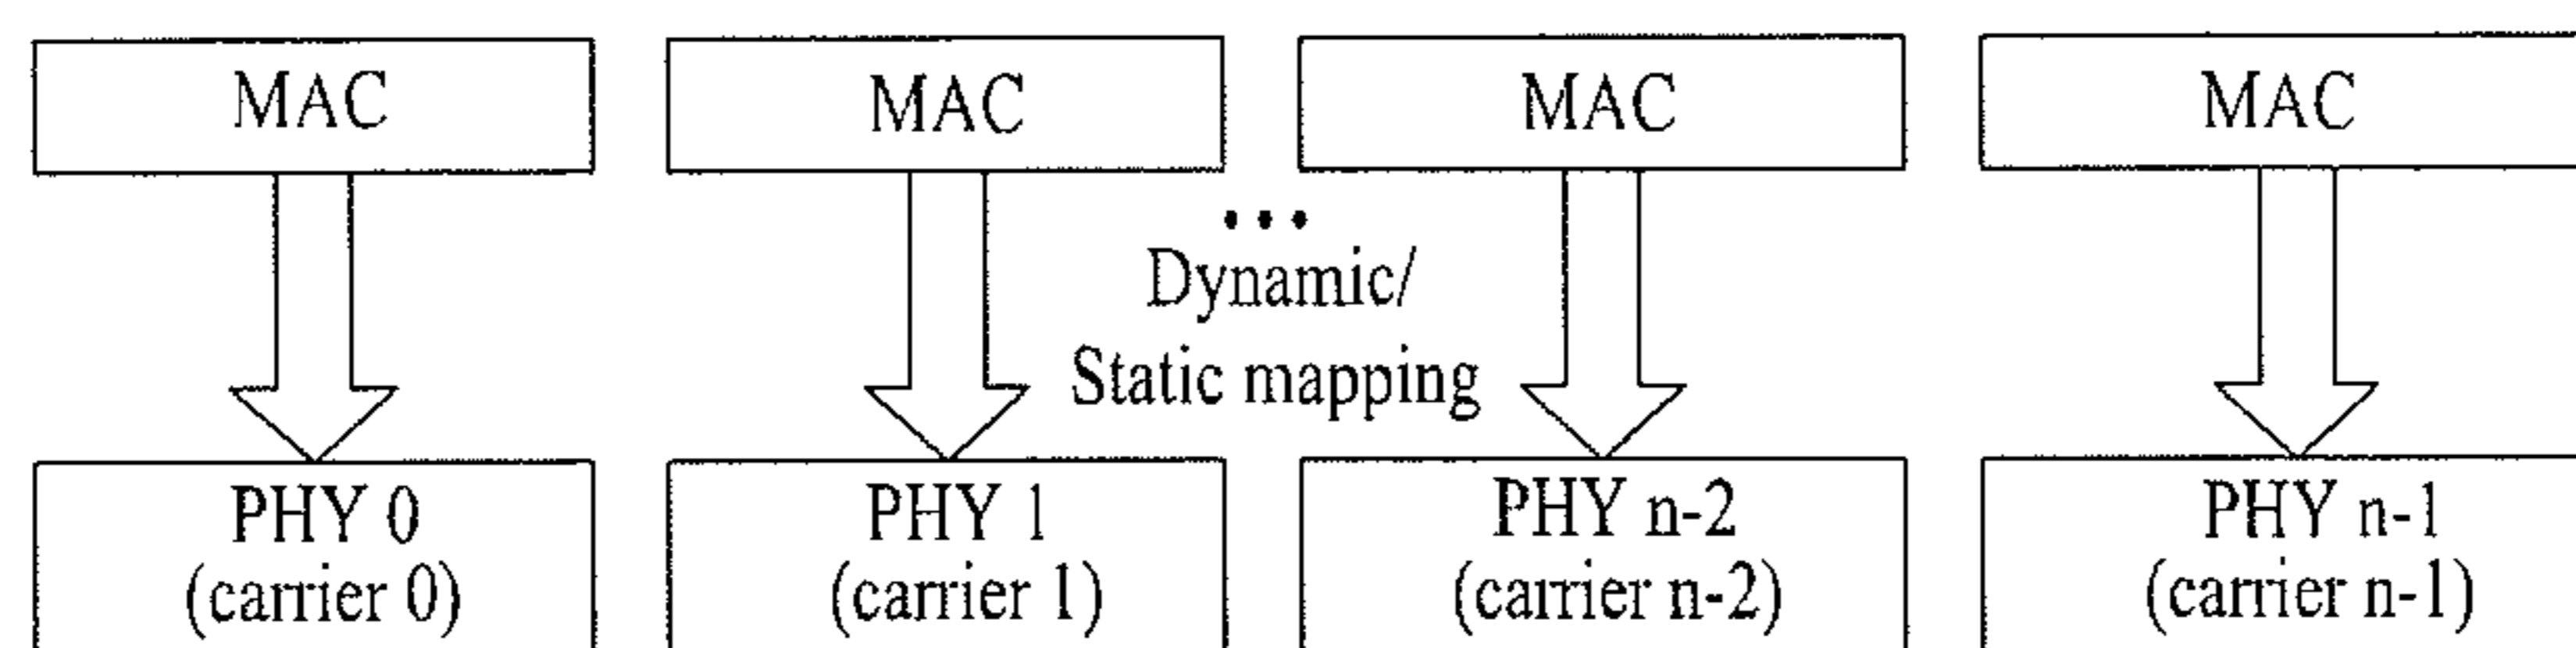 MAC MAC MAC MAC
...
Dynamic/
Static mapping
PHY 0 PHY 1 PHY n-2 PHY n-1
(carrier 0) (carrier 1) (carrier n-2) (carrier n-1)